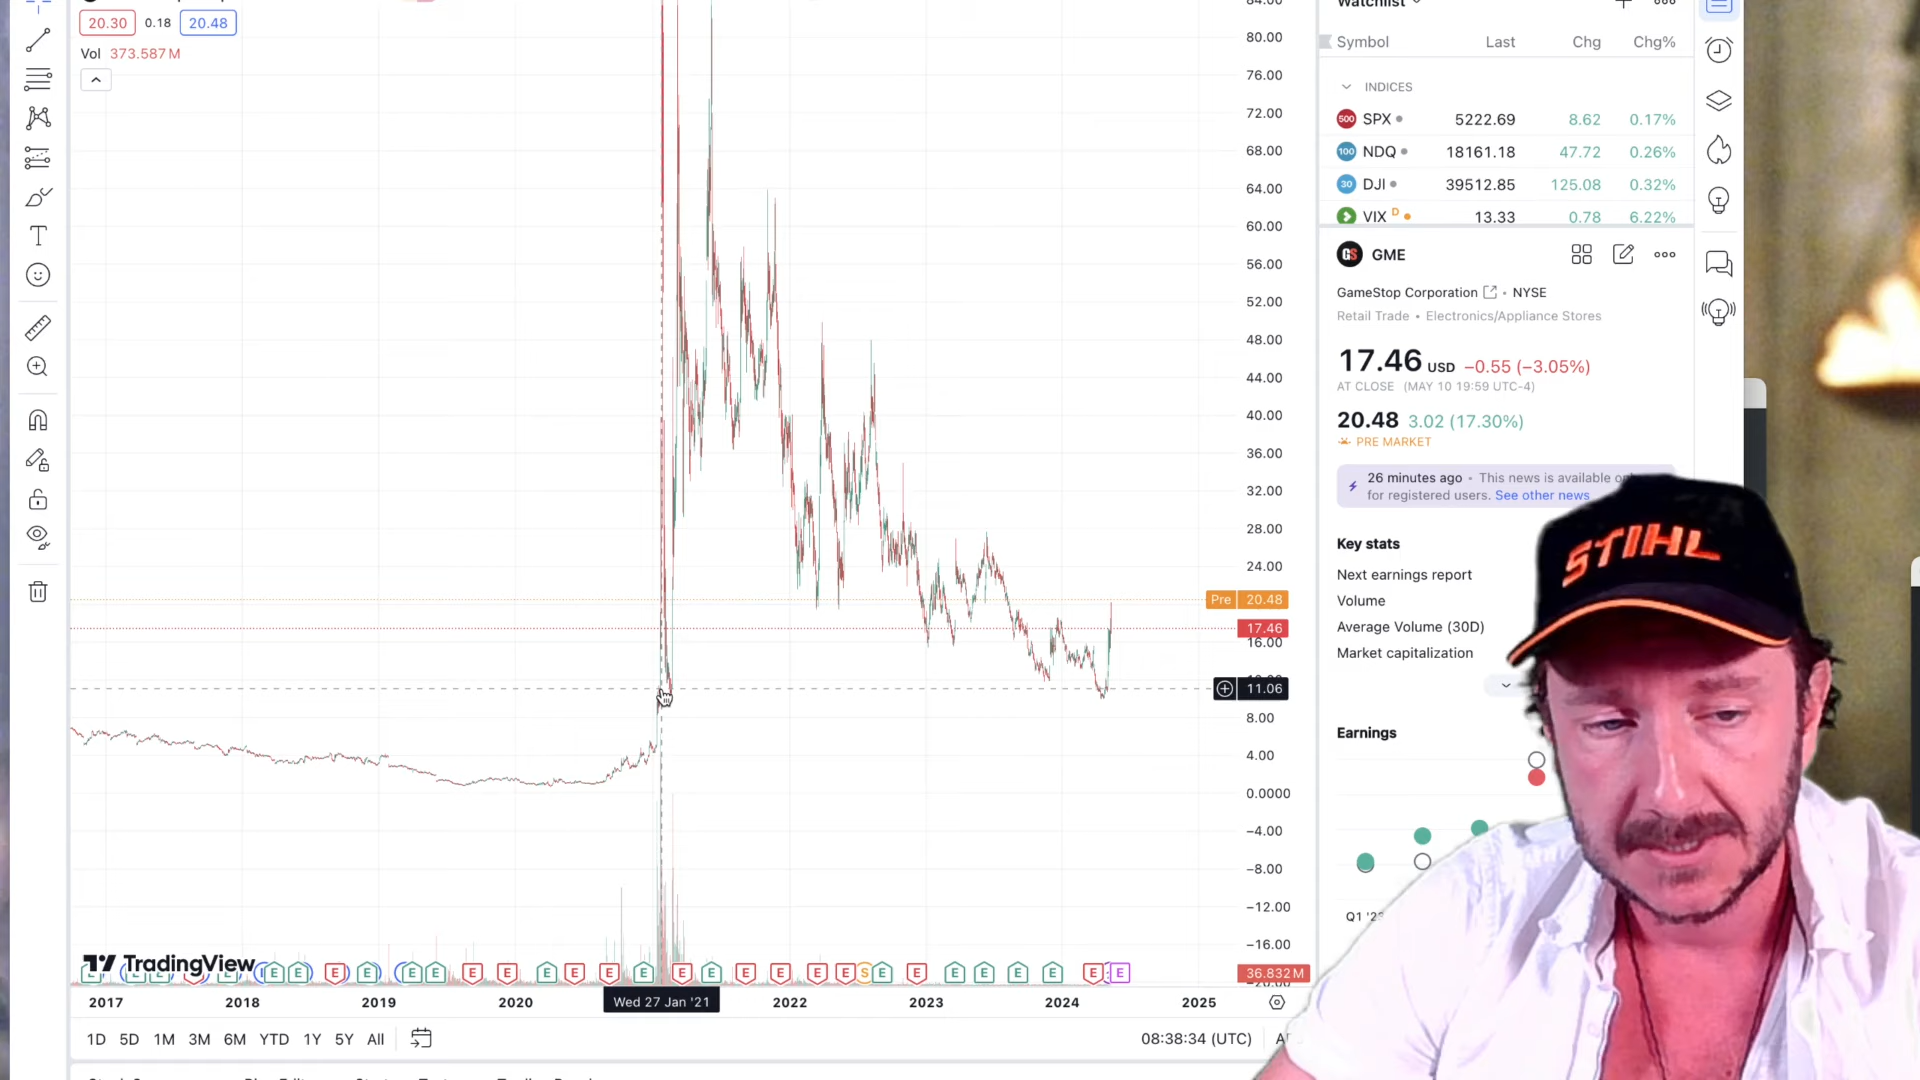 20.30 0.18 20.48
Vol 373.587 M
84.00
80.00
76.00
72.00
68.00
64.00
60.00
56.00
52.00
48.00
44.00
40.00
36.00
32.00
28.00
24.00
Pre 20.48
17.46
16.00
11.06
8.00
4.00
0.0000
−4.00
−8.00
−12.00
−16.00
36.832 M
TradingView
E E E E E E E E E E E E E E E E E E E S E E E E E E E E
2017 2018 2019 2020 Wed 27 Jan '21 2022 2023 2024 2025
1D 5D 1M 3M 6M YTD 1Y 5Y All 08:38:34 (UTC)
Watchlist
Symbol Last Chg Chg%
INDICES
500 SPX 5222.69 8.62 0.17%
100 NDQ 18161.18 47.72 0.26%
30 DJI 39512.85 125.08 0.32%
VIX D 13.33 0.78 6.22%
GS GME
GameStop Corporation • NYSE
Retail Trade • Electronics/Appliance Stores
17.46 USD −0.55 (−3.05%)
AT CLOSE (MAY 10 19:59 UTC-4)
20.48 3.02 (17.30%)
PRE MARKET
26 minutes ago • This news is available
for registered users. See other news
Key stats
Next earnings report
Volume
Average Volume (30D)
Market capitalization
Earnings
Q1
STIHL